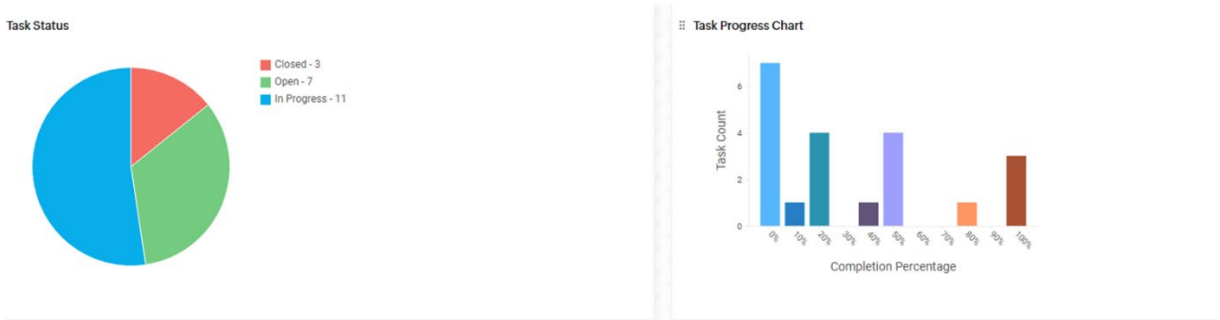 Task Status
Closed - 3
Open - 7
In Progress - 11
Task Progress Chart
Task Count
6
4
2
0
0% 10% 20% 30% 40% 50% 60% 70% 80% 90% 100%
Completion Percentage